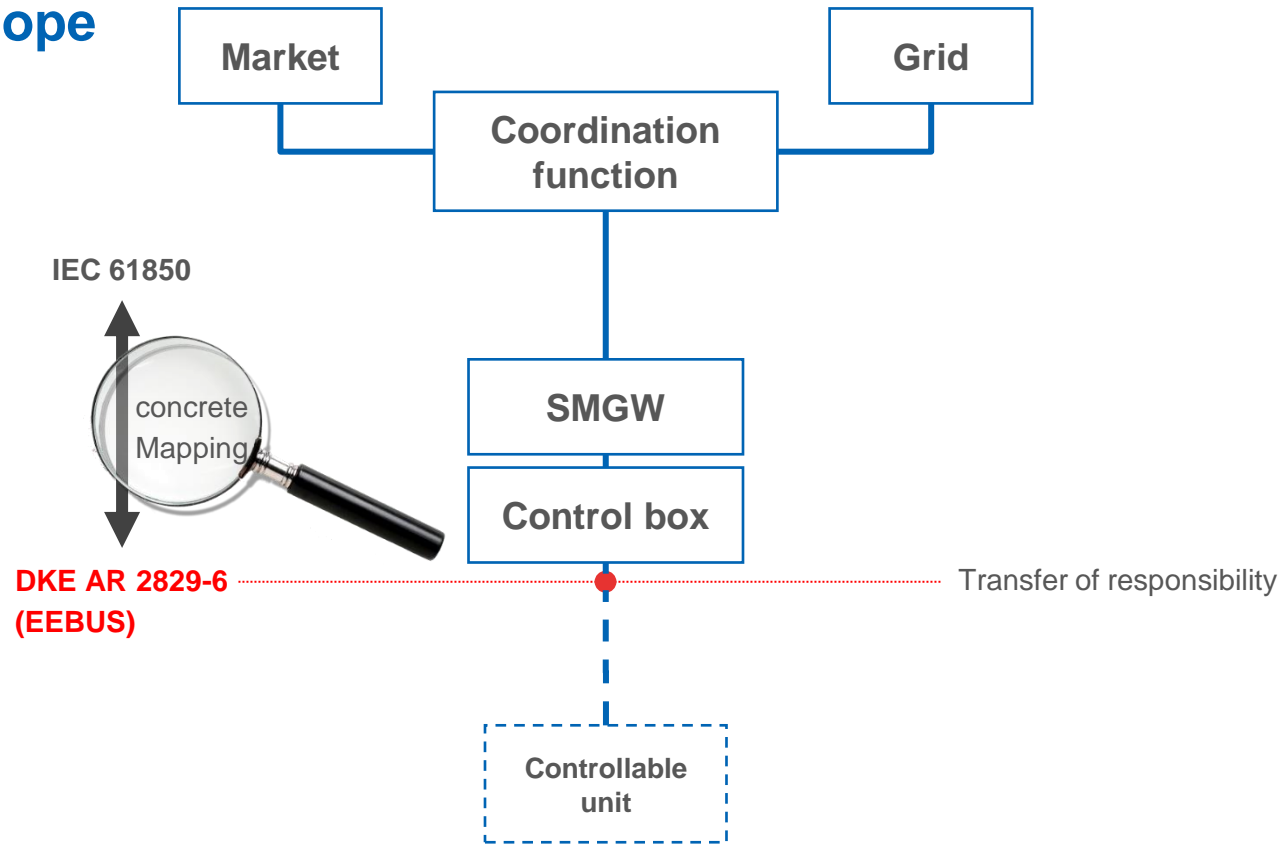 ope
Market
Grid
Coordination
function
IEC 61850
concrete
Mapping
SMGW
Control box
DKE AR 2829-6
(EEBUS)
Transfer of responsibility
Controllable
unit